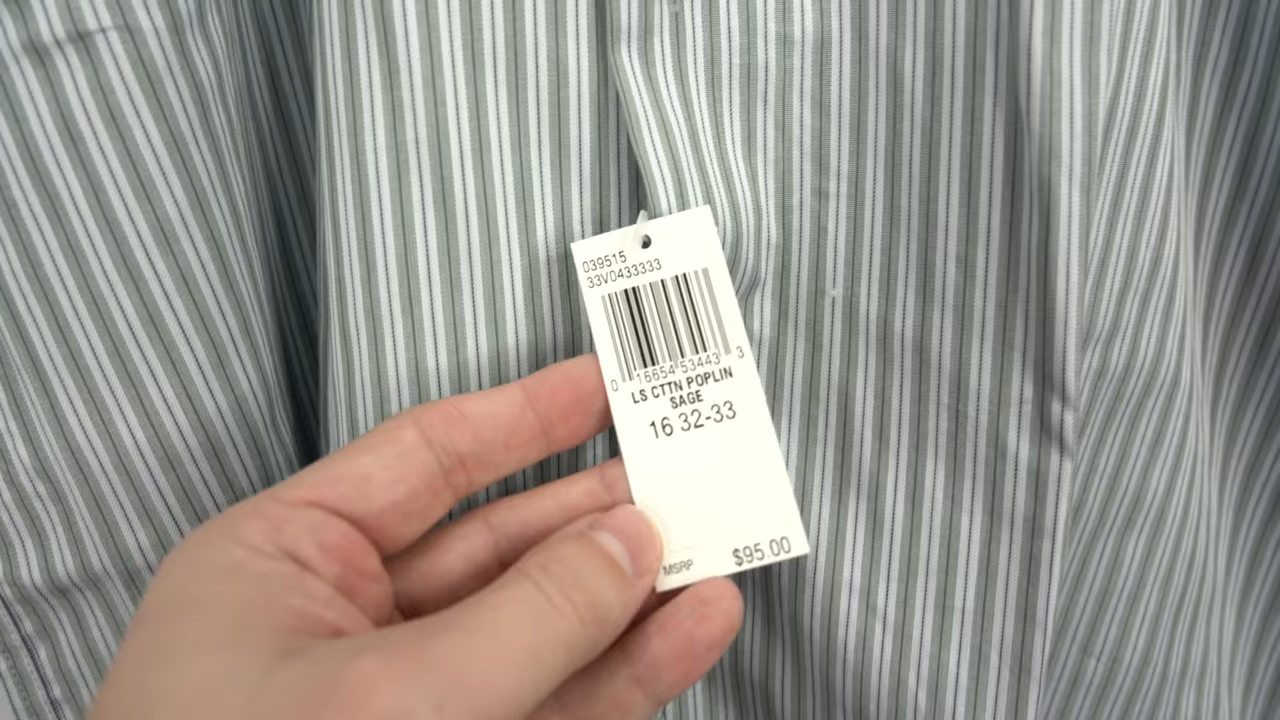 039515
33V0433333
0 16654 53443 3
LS CTTN POPLIN
SAGE
16 32-33
MSRP $95.00